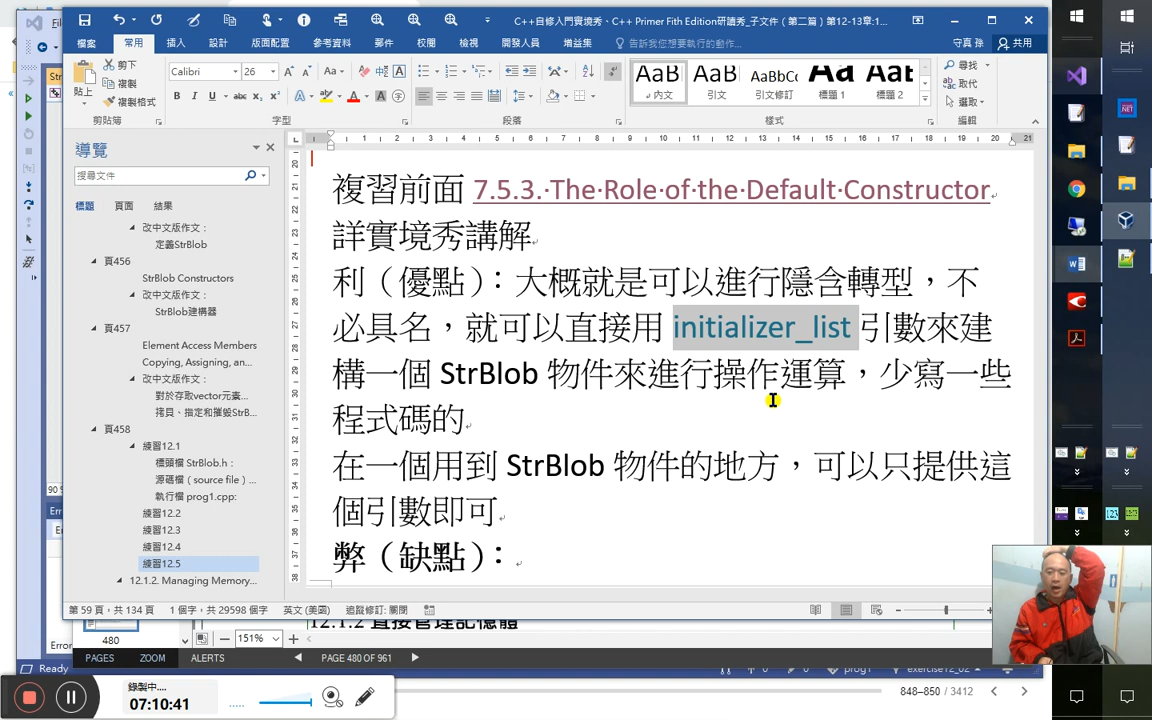 C++自修入門實境秀、C++ Primer Fith Edition研讀秀_子文件（第二篇）12-13章:1...
檔案 常用 插入 設計 版面配置 參考資料 郵件 校閱 檢視 開發人員 增益集 告訴我您想要執行的動作... 守真 孫 共用
貼上 剪下
複製
複製格式
剪貼簿
Calibri 26
字型
段落
AaB AaB AaBbCc AaB Aat
內文 引文 引文修訂 標題 1 標題 2
樣式
尋找
取代
選取
編輯
導覽
搜尋文件
標題 頁面 結果
改中文版作文：
定義StrBlob
頁456
StrBlob Constructors
改中文版作文：
StrBlob建構器
頁457
Element Access Members
Copying, Assigning, an...
改中文版作文：
對於存取vector元素...
拷貝、指定和摧毀StrB...
頁458
練習12.1
標頭檔 StrBlob.h：
源碼檔（source file）...
執行檔 prog1.cpp:
練習12.2
練習12.3
練習12.4
練習12.5
12.1.2. Managing Memory...
複習前面 7.5.3.·The·Role·of·the·Default·Constructor
詳實境秀講解
利（優點）：大概就是可以進行隱含轉型，不
必具名，就可以直接用 initializer_list 引數來建
構一個 StrBlob 物件來進行操作運算，少寫一些
程式碼的
在一個用到 StrBlob 物件的地方，可以只提供這
個引數即可
弊（缺點）：
第 59 頁，共 134 頁 1 個字，共 29598 個字 英文 (美國) 追蹤修訂: 關閉
12.1.2 直接管理記憶體
480
151%
PAGES ZOOM ALERTS PAGE 480 OF 961
Ready
錄製中....
07:10:41
848–850 / 3412